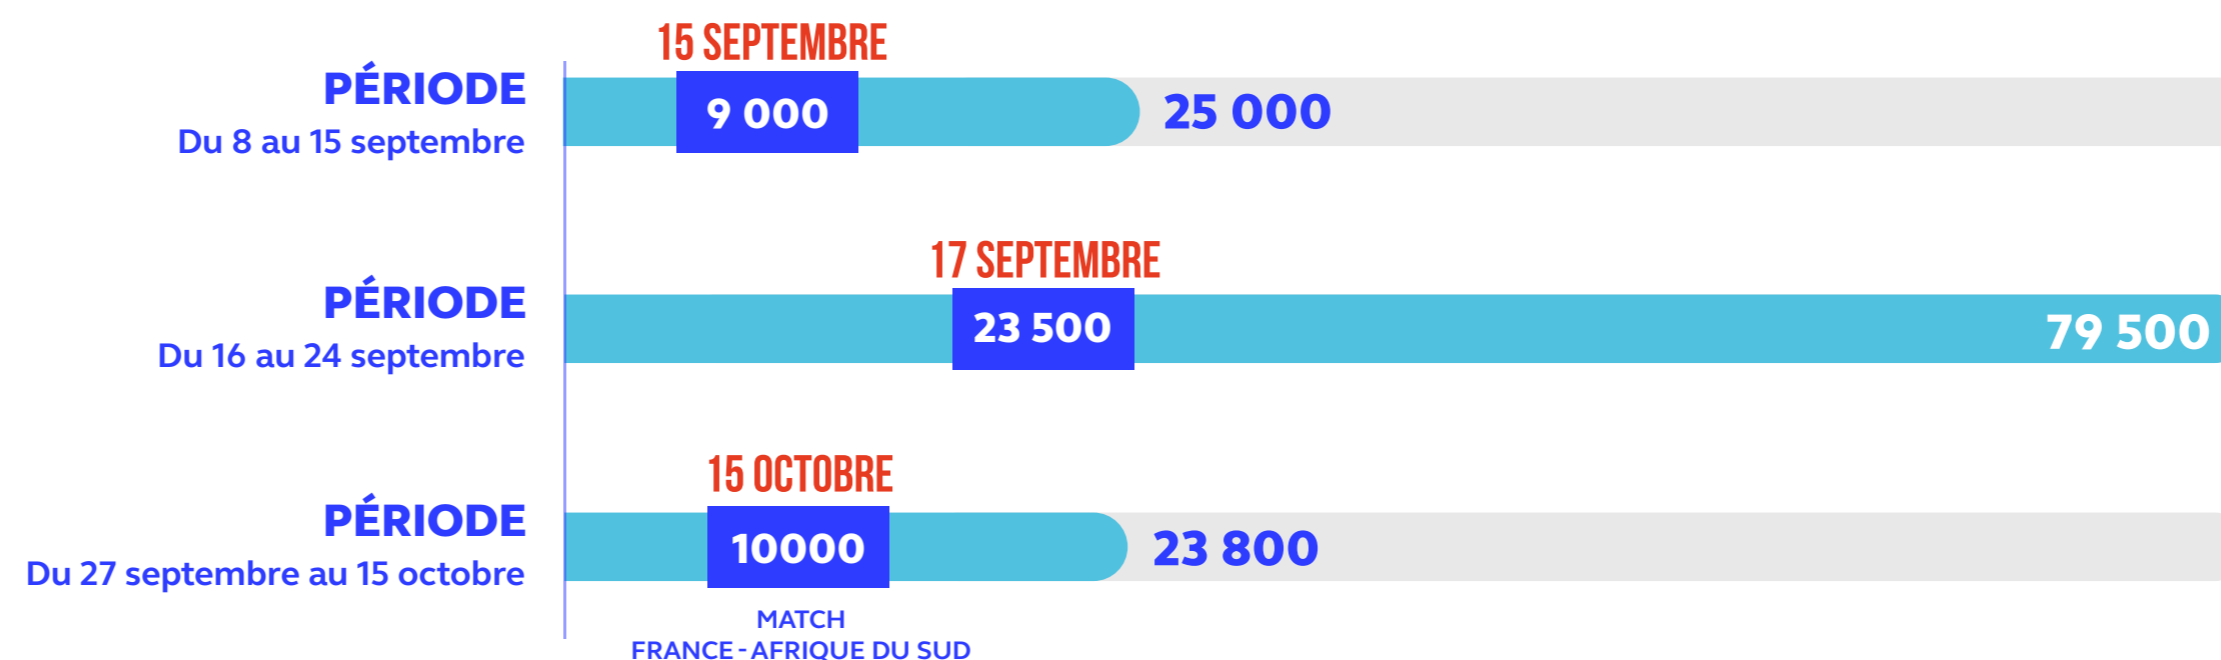 15 SEPTEMBRE
PÉRIODE
Du 8 au 15 septembre
9 000
25 000
17 SEPTEMBRE
PÉRIODE
Du 16 au 24 septembre
23 500
79 500
15 OCTOBRE
PÉRIODE
Du 27 septembre au 15 octobre
10000
23 800
MATCH
FRANCE - AFRIQUE DU SUD